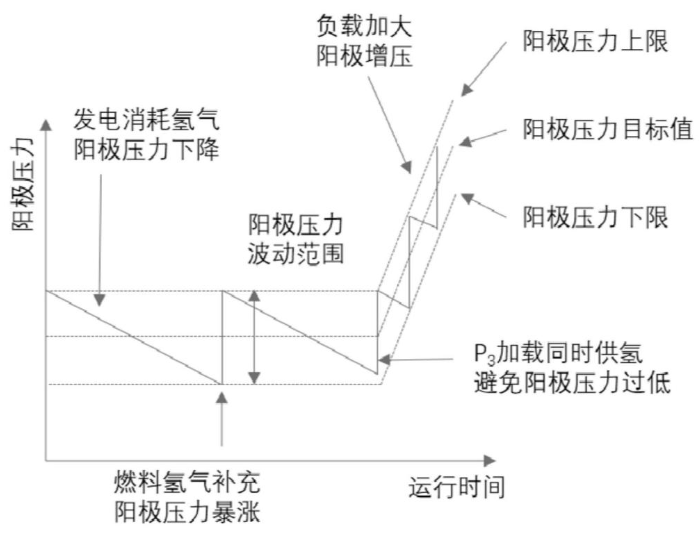 负载加大
阳极增压
阳极压力上限
发电消耗氢气
阳极压力下降
阳极压力目标值
阳极压力
阳极压力
波动范围
阳极压力下限
P₃加载同时供氢
避免阳极压力过低
燃料氢气补充
阳极压力暴涨
运行时间